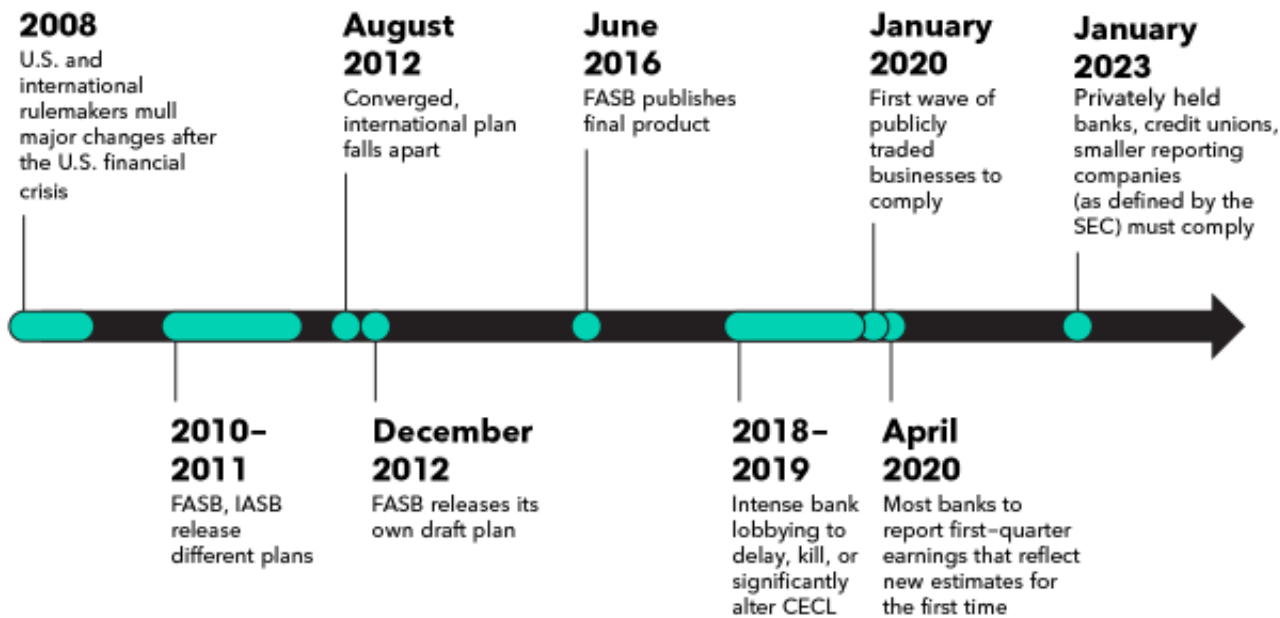 2008
U.S. and
international
rulemakers mull
major changes after
the U.S. financial
crisis
August
2012
Converged,
international plan
falls apart
June
2016
FASB publishes
final product
January
2020
First wave of
publicly
traded
businesses to
comply
January
2023
Privately held
banks, credit unions,
smaller reporting
companies
(as defined by the
SEC) must comply
2010–
2011
FASB, IASB
release
different plans
December
2012
FASB releases its
own draft plan
2018–
2019
Intense bank
lobbying to
delay, kill, or
significantly
alter CECL
April
2020
Most banks to
report first–quarter
earnings that reflect
new estimates for
the first time